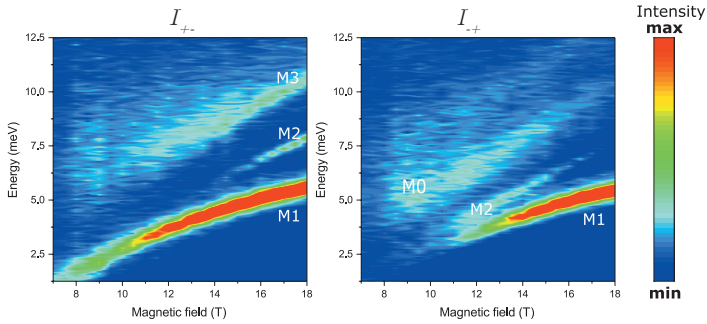 I+-
I-+
Intensity
max
min
12.5
10.0
7.5
5.0
2.5
Energy (meV)
8
10
12
14
16
18
Magnetic field (T)
M3
M2
M1
12.5
10.0
7.5
5.0
2.5
Energy (meV)
8
10
12
14
16
18
Magnetic field (T)
M0
M2
M1